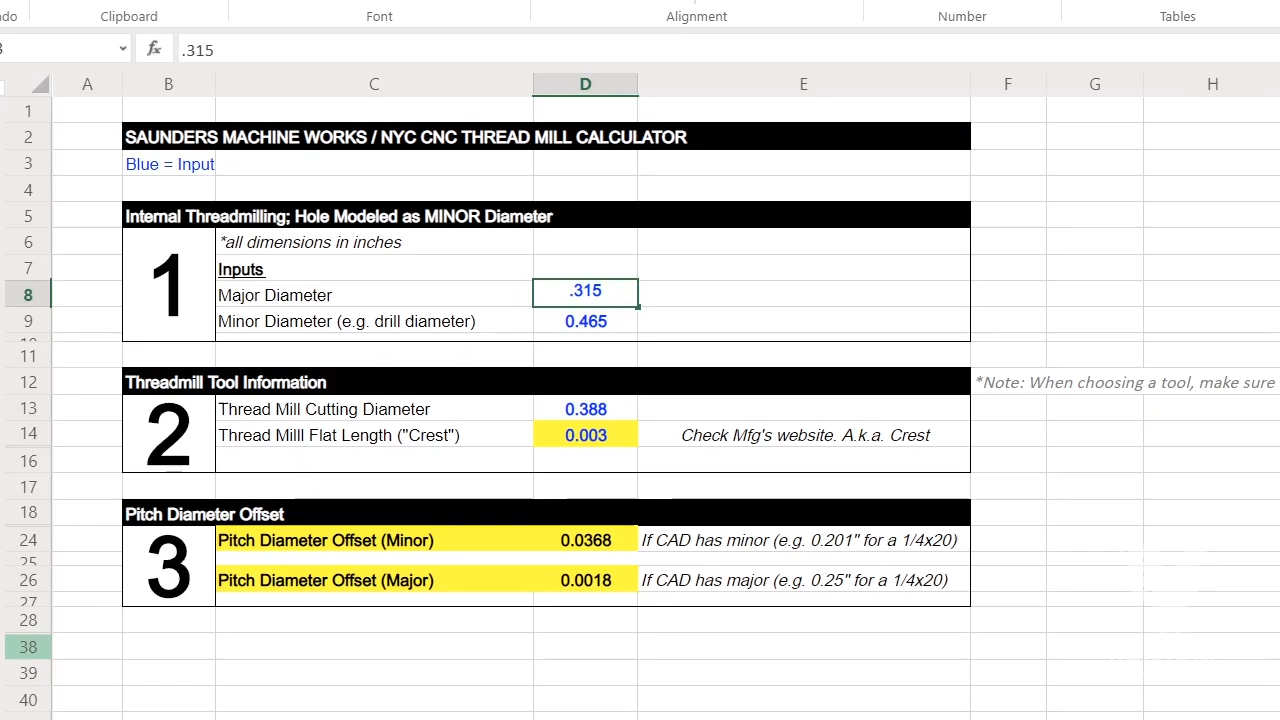 do Clipboard Font Alignment Number Tables
fx .315
A B C D E F G H
1
2 SAUNDERS MACHINE WORKS / NYC CNC THREAD MILL CALCULATOR
3 Blue = Input
4
5 Internal Threadmilling; Hole Modeled as MINOR Diameter
6 *all dimensions in inches
1
7 Inputs
8 Major Diameter .315
9 Minor Diameter (e.g. drill diameter) 0.465
11
12 Threadmill Tool Information *Note: When choosing a tool, make sure
2
13 Thread Mill Cutting Diameter 0.388
14 Thread Milll Flat Length ("Crest") 0.003 Check Mfg's website. A.k.a. Crest
16
17
18 Pitch Diameter Offset
3
24 Pitch Diameter Offset (Minor) 0.0368 If CAD has minor (e.g. 0.201" for a 1/4x20)
25
26 Pitch Diameter Offset (Major) 0.0018 If CAD has major (e.g. 0.25" for a 1/4x20)
27
28
38
39
40